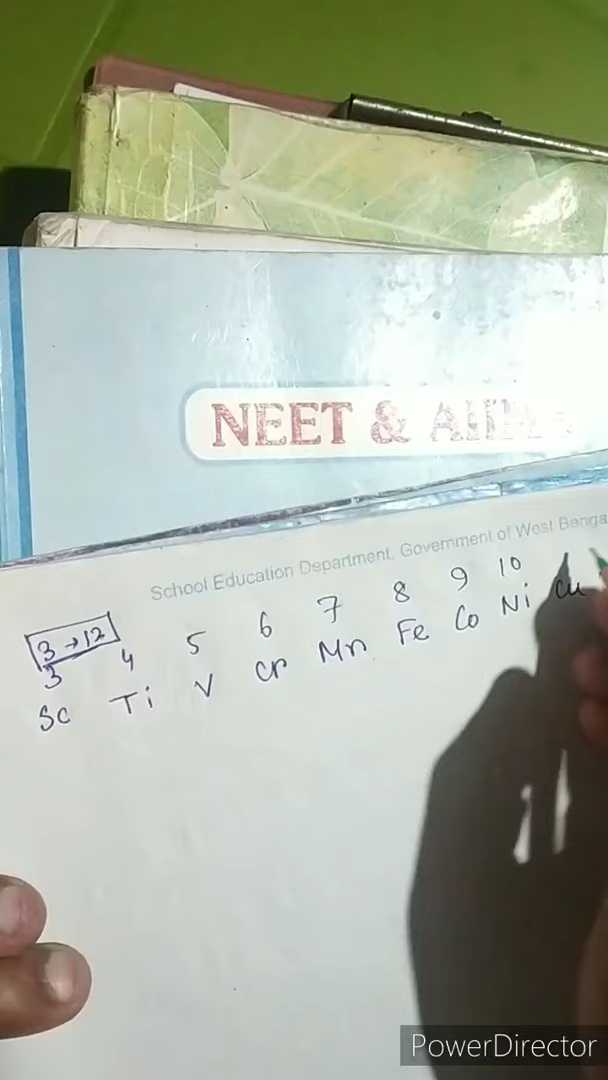 NEET & AIIMS
School Education Department, Government of West Benga
3 → 12
3 4 5 6 7 8 9 10
Sc Ti V Cr Mn Fe Co Ni Cu
PowerDirector